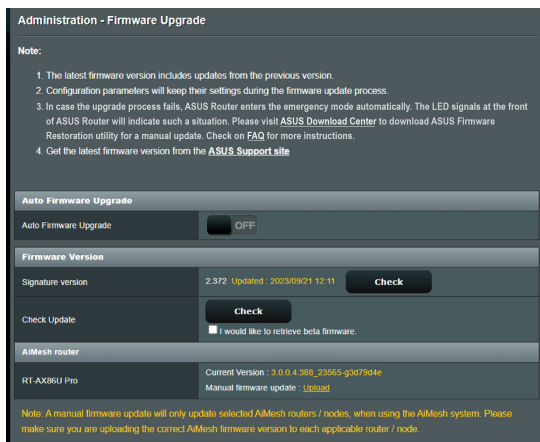 Administration - Firmware Upgrade
Note:
1. The latest firmware version includes updates from the previous version.
2. Configuration parameters will keep their settings during the firmware update process.
3. In case the upgrade process fails, ASUS Router enters the emergency mode automatically. The LED signals at the front
of ASUS Router will indicate such a situation. Please visit ASUS Download Center to download ASUS Firmware
Restoration utility for a manual update. Check on FAQ for more instructions.
4. Get the latest firmware version from the ASUS Support site
Auto Firmware Upgrade
Auto Firmware Upgrade OFF
Firmware Version
Signature version 2.372 Updated : 2023/09/21 12:11 Check
Check Update Check
I would like to retrieve beta firmware.
AiMesh router
RT-AX86U Pro Current Version : 3.0.0.4.388_23565-g3d79d4e
Manual firmware update : Upload
Note: A manual firmware update will only update selected AiMesh routers / nodes, when using the AiMesh system. Please
make sure you are uploading the correct AiMesh firmware version to each applicable router / node.